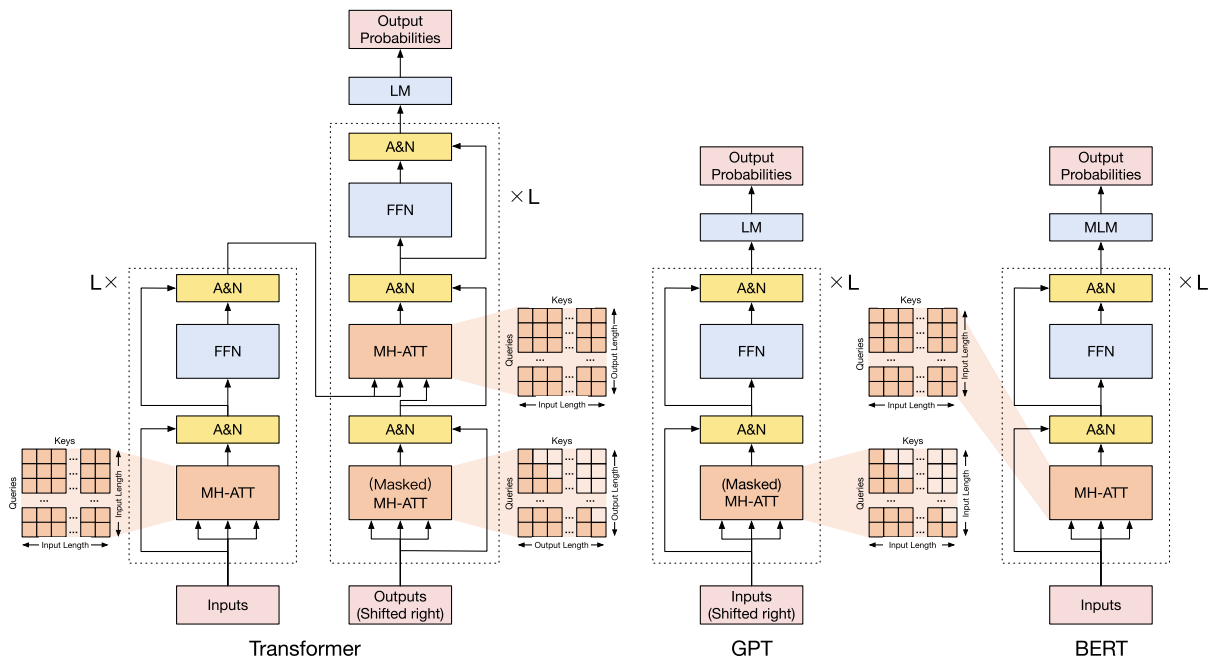 Output
Probabilities
LM
A&N
FFN
× L
A&N
MH-ATT
Keys
Queries
...
...
...
...
...
...
Output Length
Input Length
A&N
(Masked)
MH-ATT
Keys
Queries
...
...
...
...
...
...
Output Length
Output Length
Outputs
(Shifted right)
L ×
A&N
FFN
A&N
MH-ATT
Keys
Queries
...
...
...
...
...
...
Input Length
Input Length
Inputs
Transformer
Output
Probabilities
LM
× L
A&N
FFN
A&N
(Masked)
MH-ATT
Keys
Queries
...
...
...
...
...
...
Input Length
Input Length
Inputs
(Shifted right)
GPT
Output
Probabilities
MLM
× L
A&N
FFN
A&N
MH-ATT
Keys
Queries
...
...
...
...
...
...
Input Length
Input Length
Inputs
BERT